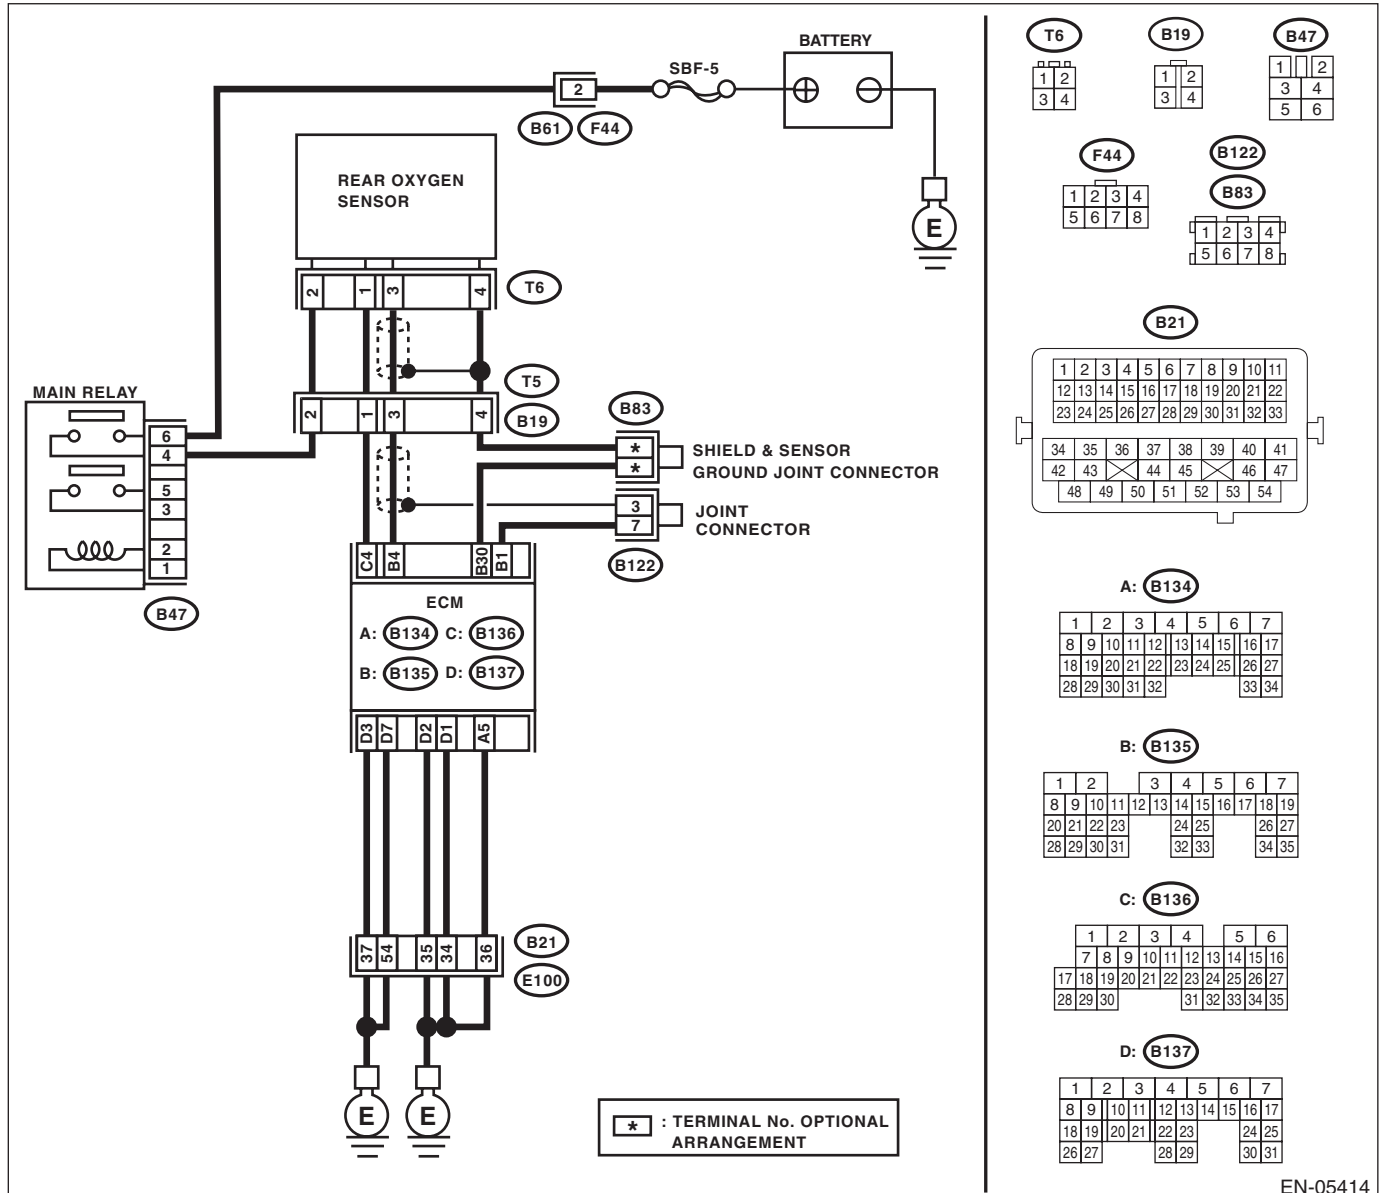 BATTERY
SBF-5
2
B61 F44
E
REAR OXYGEN
SENSOR
2 1 3 4
T6
T5
B19
2 1 3 4
MAIN RELAY
6
4
5
3
2
1
B47
B83
*
*
SHIELD & SENSOR
GROUND JOINT CONNECTOR
3
7
JOINT
CONNECTOR
B122
C4 B4 B30 B1
ECM
A: B134 C: B136
B: B135 D: B137
D3 D7 D2 D1 A5
37 54 35 34 36
B21
E100
E E
* : TERMINAL No. OPTIONAL
ARRANGEMENT
T6
1 2
3 4
B19
1 2
3 4
B47
1 2
3 4
5 6
F44
1 2 3 4
5 6 7 8
B122
B83
1 2 3 4
5 6 7 8
B21
1 2 3 4 5 6 7 8 9 10 11
12 13 14 15 16 17 18 19 20 21 22
23 24 25 26 27 28 29 30 31 32 33
34 35 36 37 38 39 40 41
42 43 44 45 46 47
48 49 50 51 52 53 54
A: B134
1 2 3 4 5 6 7
8 9 10 11 12 13 14 15 16 17
18 19 20 21 22 23 24 25 26 27
28 29 30 31 32 33 34
B: B135
1 2 3 4 5 6 7
8 9 10 11 12 13 14 15 16 17 18 19
20 21 22 23 24 25 26 27
28 29 30 31 32 33 34 35
C: B136
1 2 3 4 5 6
7 8 9 10 11 12 13 14 15 16
17 18 19 20 21 22 23 24 25 26 27
28 29 30 31 32 33 34 35
D: B137
1 2 3 4 5 6 7
8 9 10 11 12 13 14 15 16 17
18 19 20 21 22 23 24 25
26 27 28 29 30 31
EN-05414